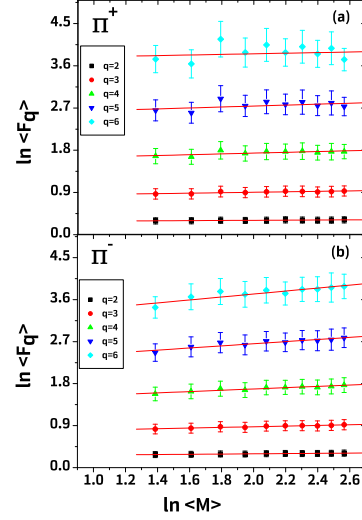 Π⁺
(a)
4.5
3.6
2.7
1.8
0.9
0.0
ln <Fq>
q=2
q=3
q=4
q=5
q=6
Π⁻
(b)
4.5
3.6
2.7
1.8
0.9
0.0
ln <Fq>
q=2
q=3
q=4
q=5
q=6
1.0 1.2 1.4 1.6 1.8 2.0 2.2 2.4 2.6
ln <M>